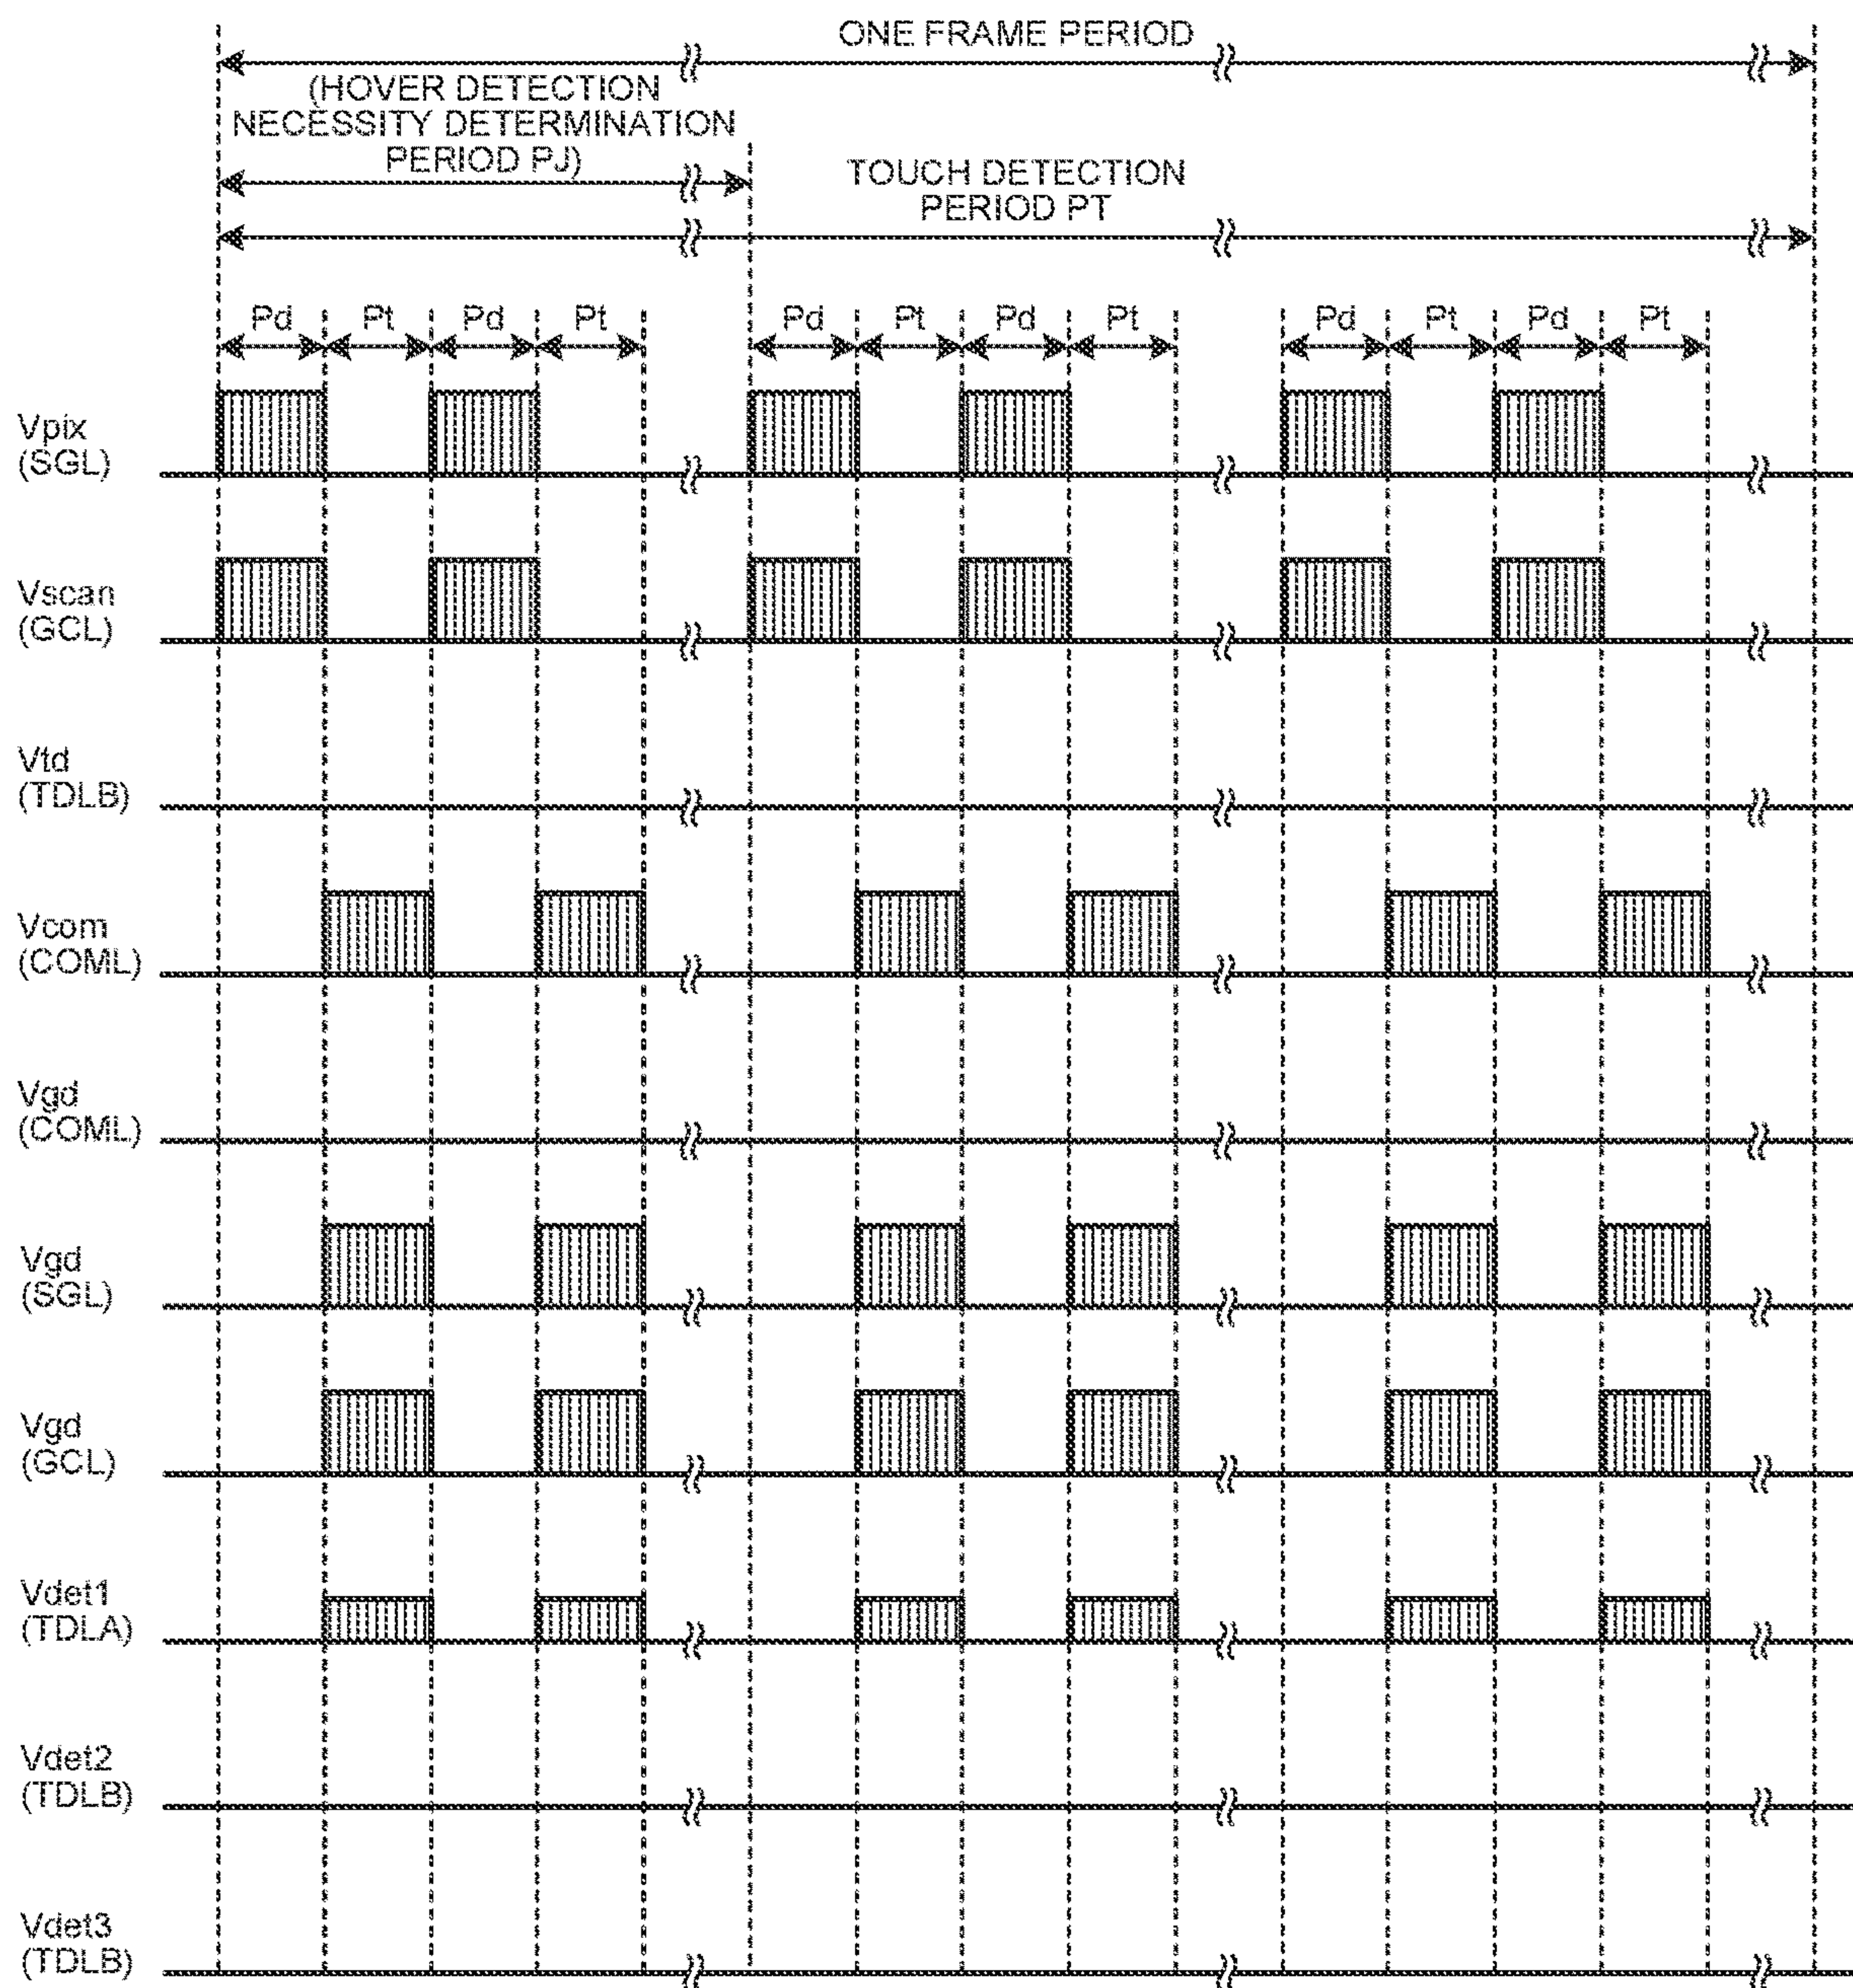 ONE FRAME PERIOD
(HOVER DETECTION
NECESSITY DETERMINATION
PERIOD PJ)
TOUCH DETECTION
PERIOD PT
Pd Pt Pd Pt Pd Pt Pd Pt Pd Pt Pd Pt
Vpix
(SGL)
Vscan
(GCL)
Vtd
(TDLB)
Vcom
(COML)
Vgd
(COML)
Vgd
(SGL)
Vgd
(GCL)
Vdet1
(TDLA)
Vdet2
(TDLB)
Vdet3
(TDLB)